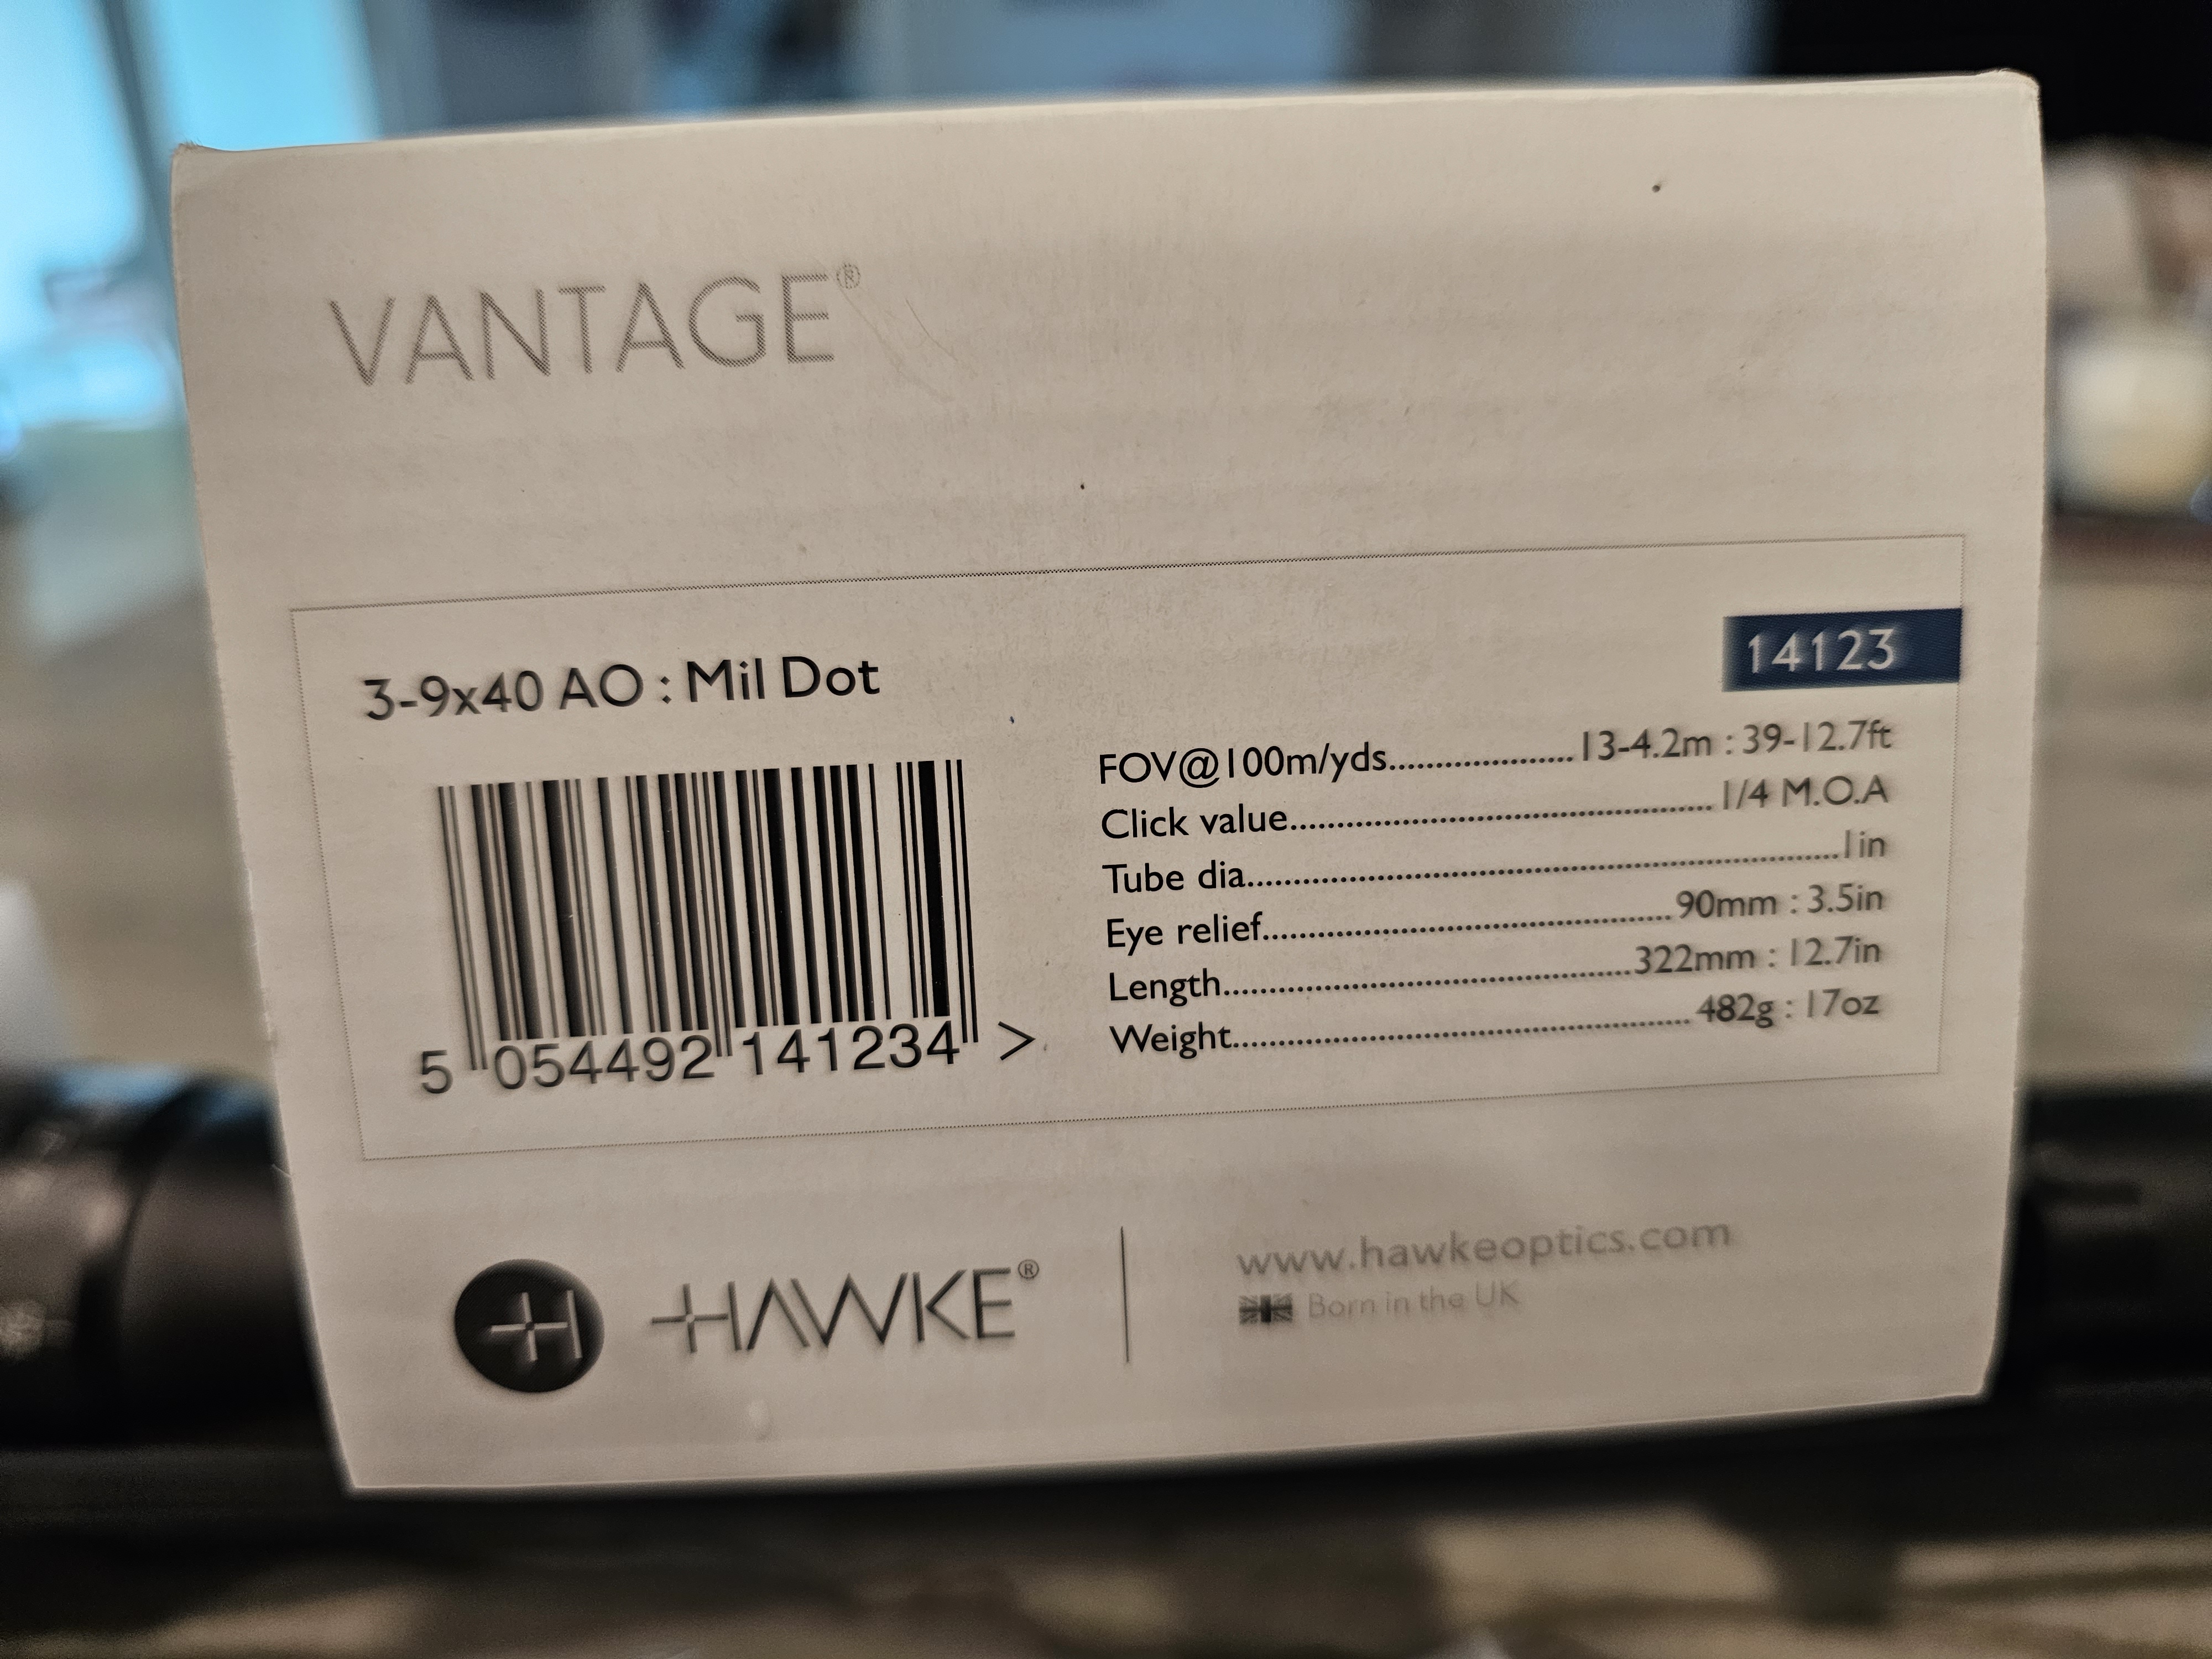 VANTAGE®
3-9x40 AO : Mil Dot
14123
FOV@100m/yds....................13-4.2m : 39-12.7ft
Click value.............................................1/4 M.O.A
Tube dia...............................................................1in
Eye relief............................................90mm : 3.5in
Length............................................322mm : 12.7in
Weight.................................................482g : 17oz
5 054492 141234 >
HAWKE®
www.hawkeoptics.com
Born in the UK